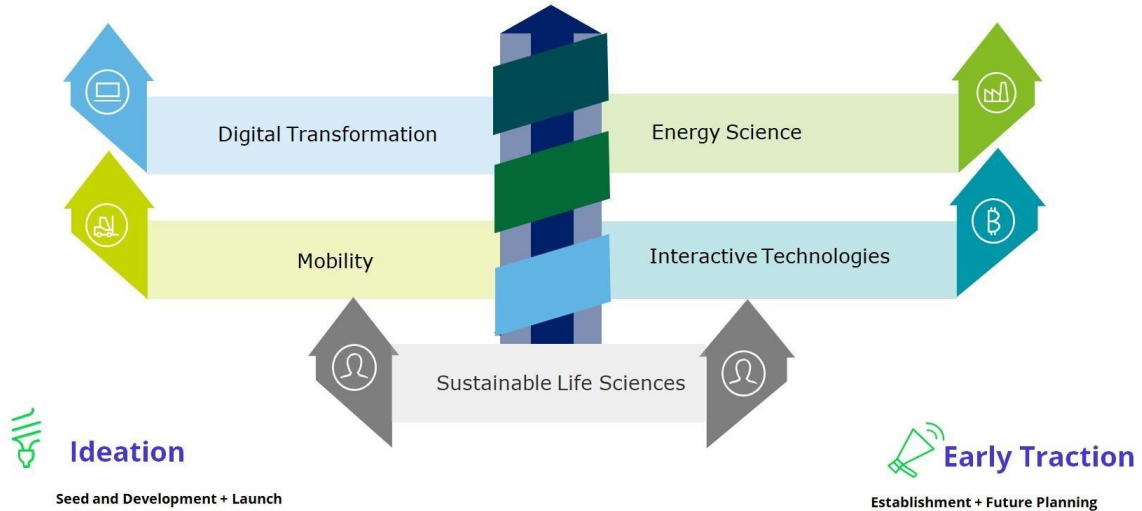 Digital Transformation
Energy Science
Mobility
Interactive Technologies
Sustainable Life Sciences
Ideation
Early Traction
Seed and Development + Launch
Establishment + Future Planning